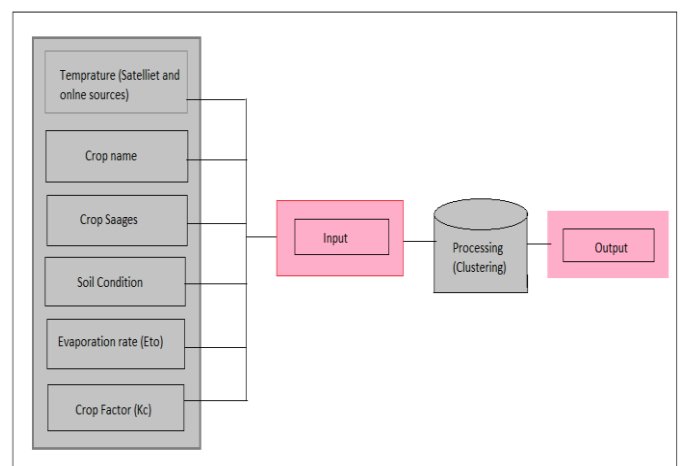 Temprature (Satelliet and
onlne sources)
Crop name
Crop Saages
Soil Condition
Evaporation rate (Eto)
Crop Factor (Kc)
Input
Processing
(Clustering)
Output